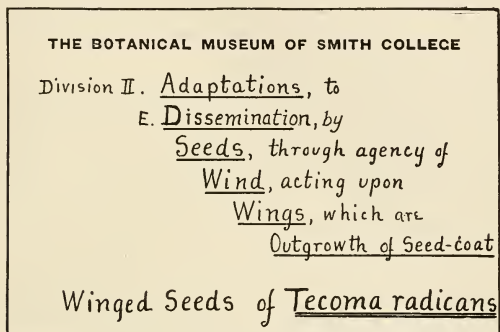 THE BOTANICAL MUSEUM OF SMITH COLLEGE
Division II. Adaptations, to
E. Dissemination, by
Seeds, through agency of
Wind, acting upon
Wings, which are
Outgrowth of Seed-coat
Winged Seeds of Tecoma radicans